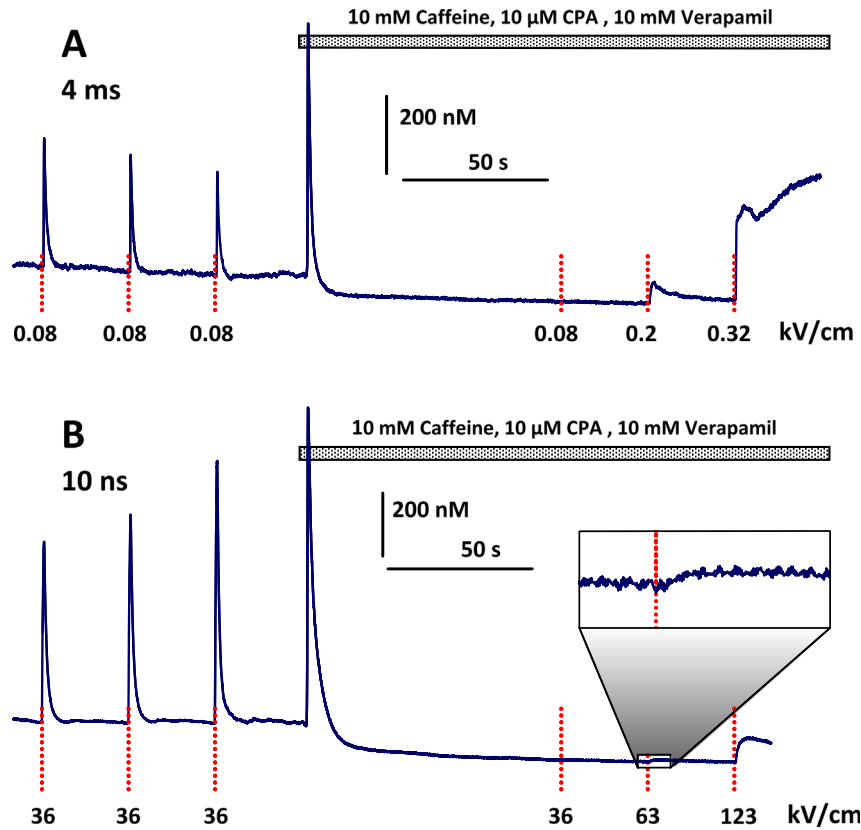 10 mM Caffeine, 10 µM CPA , 10 mM Verapamil
A
4 ms
200 nM
50 s
0.08 0.08 0.08 0.08 0.2 0.32 kV/cm
10 mM Caffeine, 10 µM CPA , 10 mM Verapamil
B
10 ns
200 nM
50 s
36 36 36 36 63 123 kV/cm